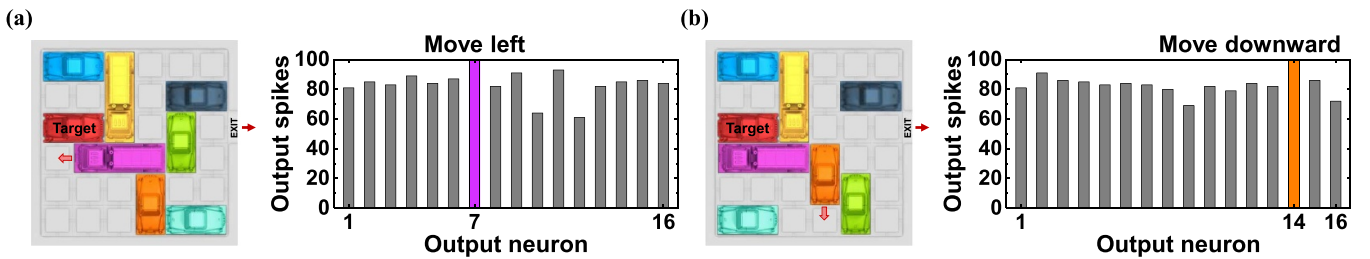 (a)
Target
EXIT
Move left
Output spikes
100
80
60
40
20
0
1
7
16
Output neuron
(b)
Target
EXIT
Move downward
Output spikes
100
80
60
40
20
0
1
14
16
Output neuron